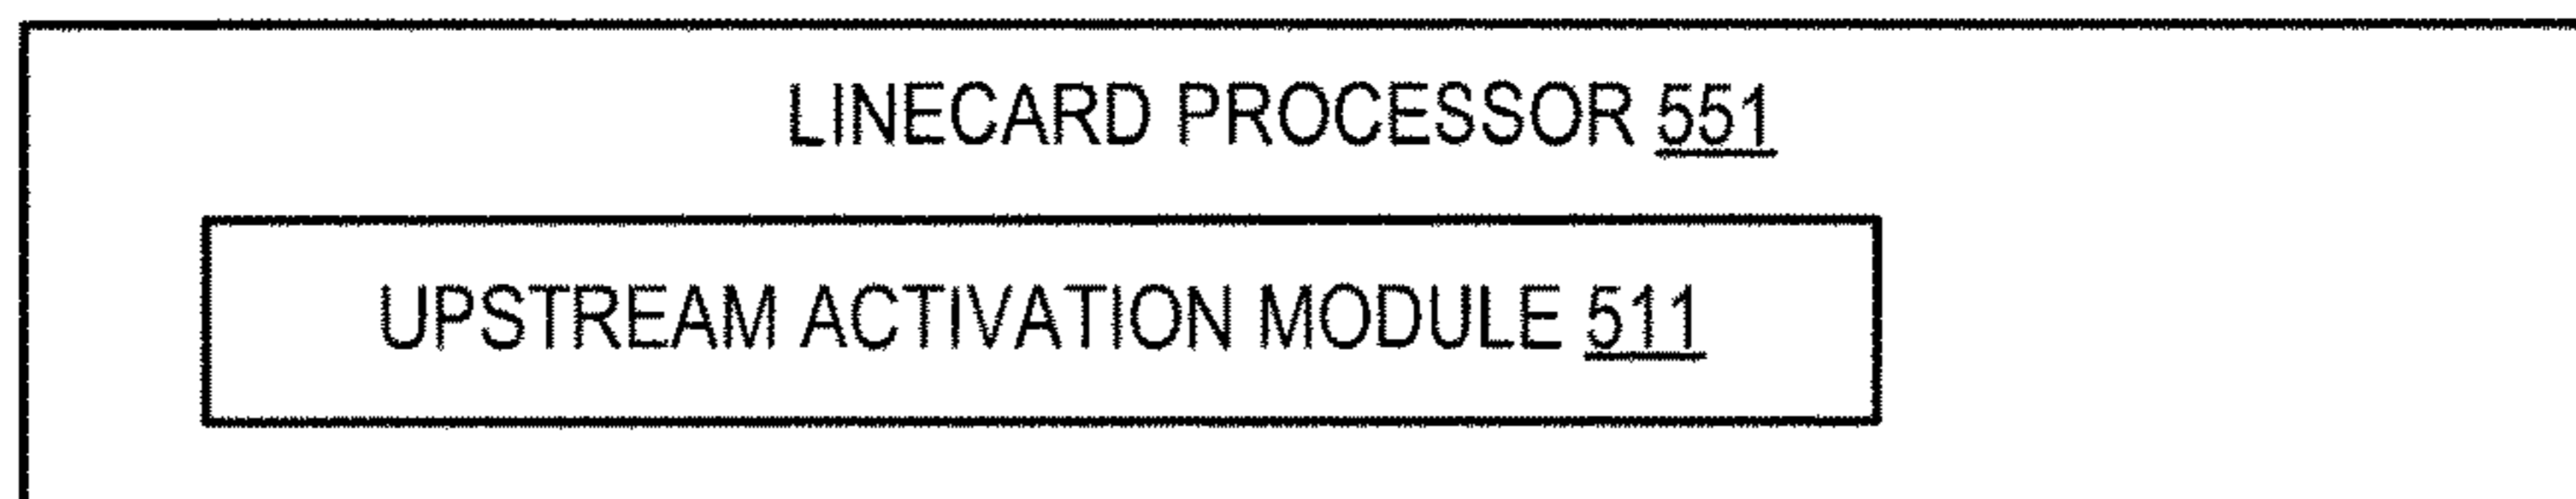 LINECARD PROCESSOR 551
UPSTREAM ACTIVATION MODULE 511